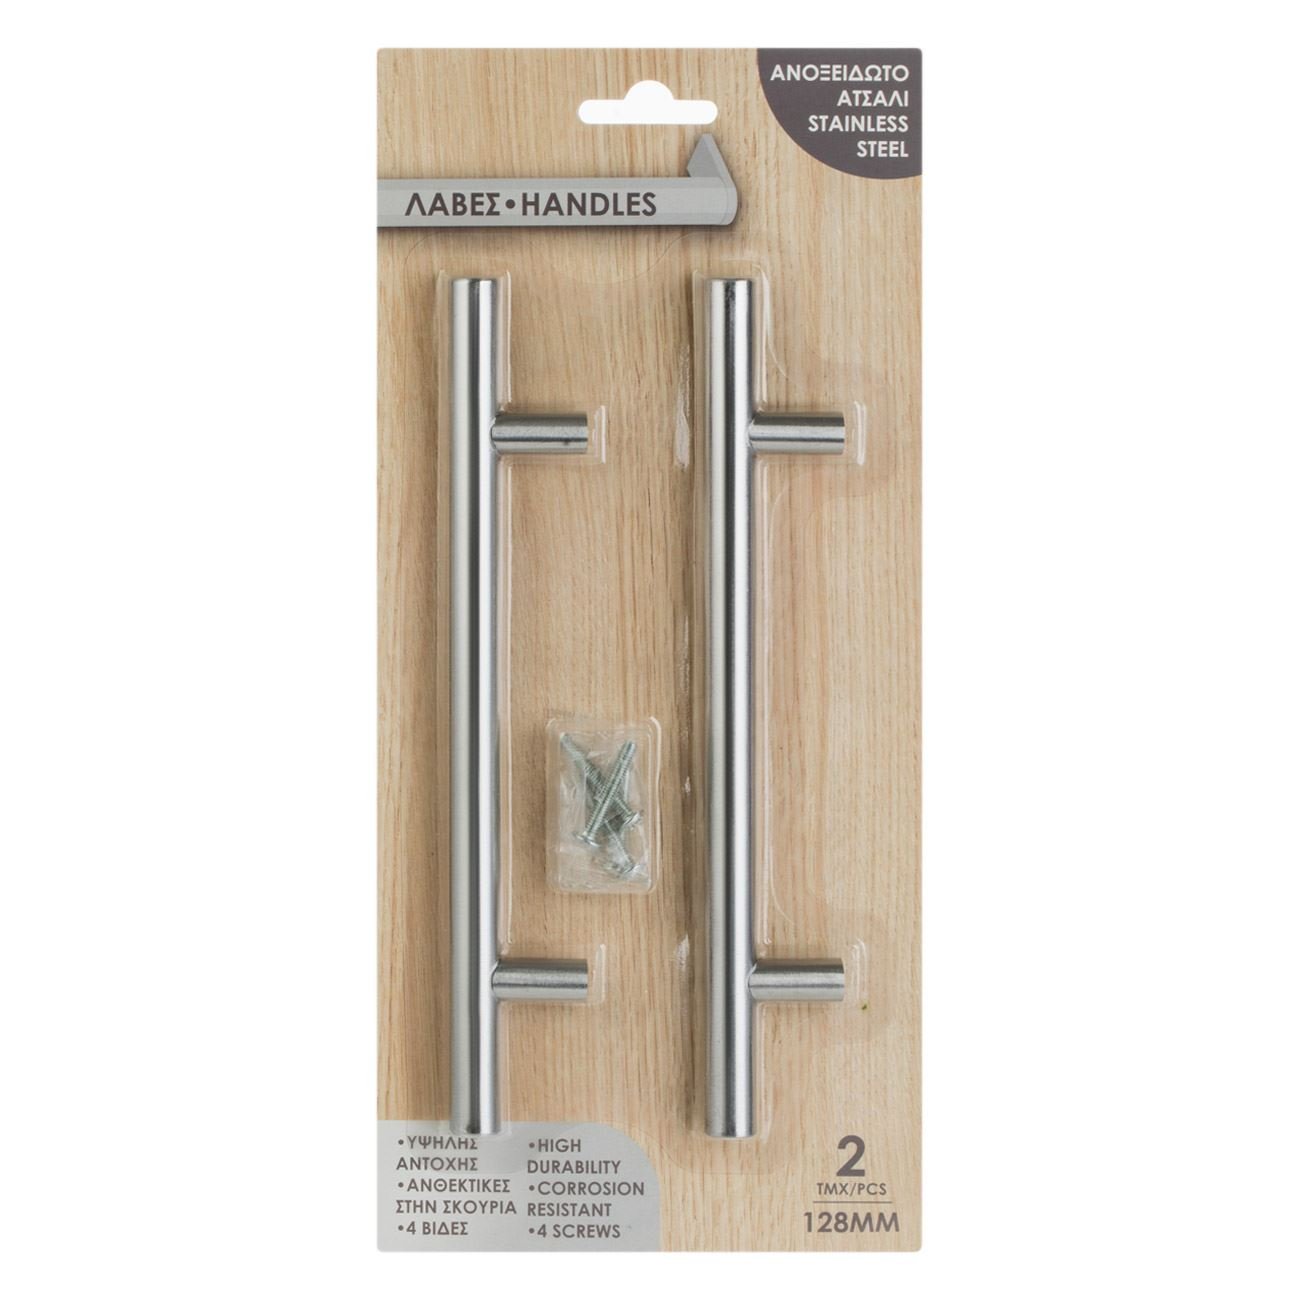 ΑΝΟΞΕΙΔΩΤΟ
ΑΤΣΑΛΙ
STAINLESS
STEEL
ΛΑΒΕΣ•HANDLES
•ΥΨΗΛΗΣ
ΑΝΤΟΧΗΣ
•ΑΝΘΕΚΤΙΚΕΣ
ΣΤΗΝ ΣΚΟΥΡΙΑ
•4 ΒΙΔΕΣ
•HIGH
DURABILITY
•CORROSION
RESISTANT
•4 SCREWS
2
ΤΜΧ/PCS
128MM